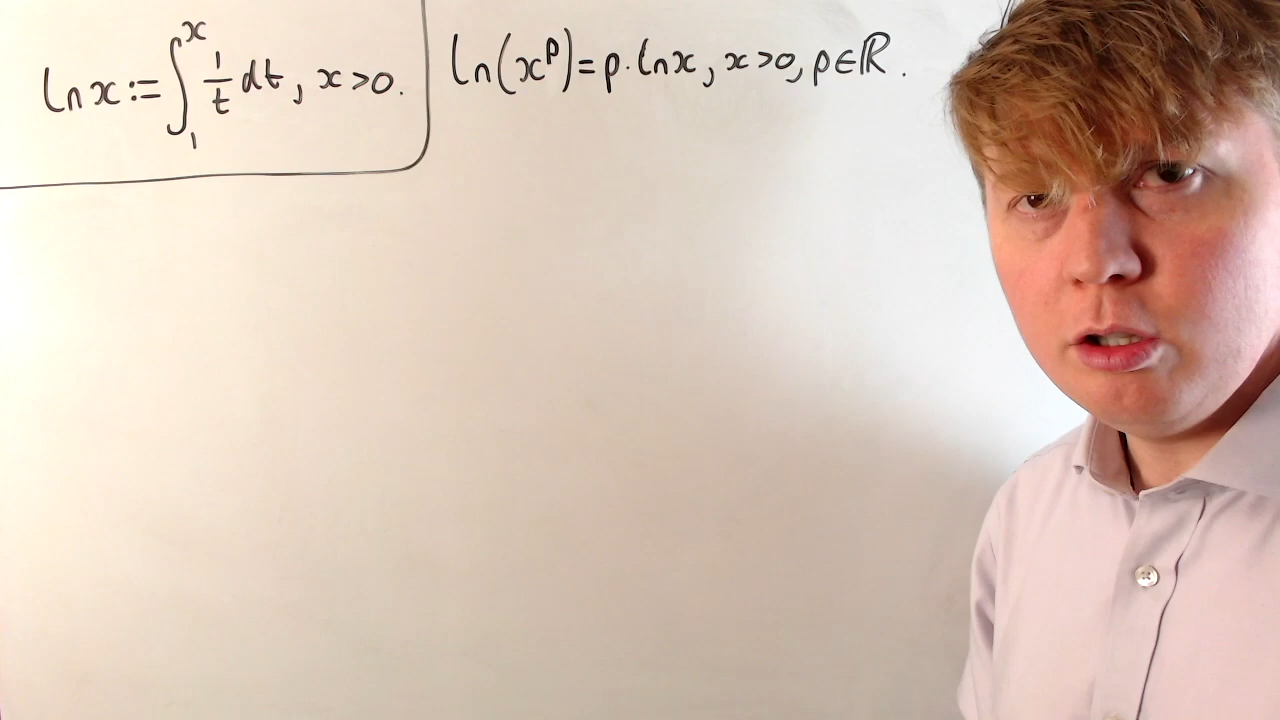 ln x := ∫₁ˣ 1/t dt, x > 0.
ln(xᵖ) = p · ln x, x > 0, p ∈ ℝ.